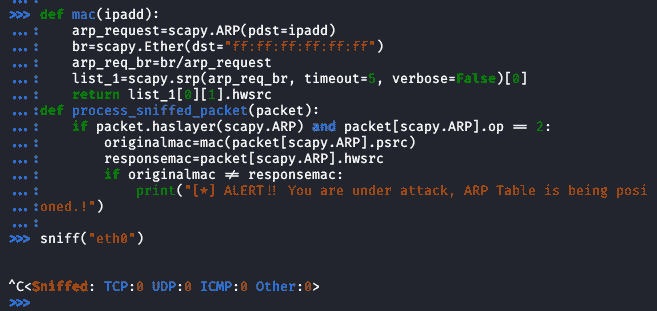 >>> def mac(ipadd):
...:     arp_request=scapy.ARP(pdst=ipadd)
...:     br=scapy.Ether(dst="ff:ff:ff:ff:ff:ff")
...:     arp_req_br=br/arp_request
...:     list_1=scapy.srp(arp_req_br, timeout=5, verbose=False)[0]
...:     return list_1[0][1].hwsrc
...:def process_sniffed_packet(packet):
...:     if packet.haslayer(scapy.ARP) and packet[scapy.ARP].op == 2:
...:         originalmac=mac(packet[scapy.ARP].psrc)
...:         responsemac=packet[scapy.ARP].hwsrc
...:         if originalmac != responsemac:
...:             print("[*] ALERT!! You are under attack, ARP Table is being posi
...:oned.!")
...:
>>> sniff("eth0")
^C<Sniffed: TCP:0 UDP:0 ICMP:0 Other:0>
>>>